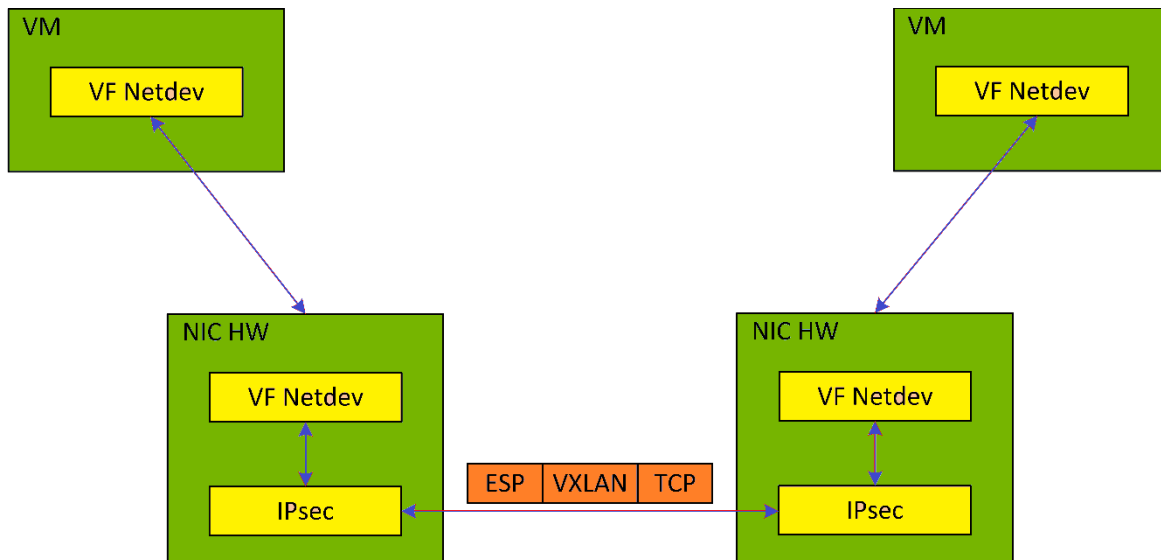 VM
VF Netdev
VM
VF Netdev
NIC HW
VF Netdev
IPsec
ESP VXLAN TCP
NIC HW
VF Netdev
IPsec